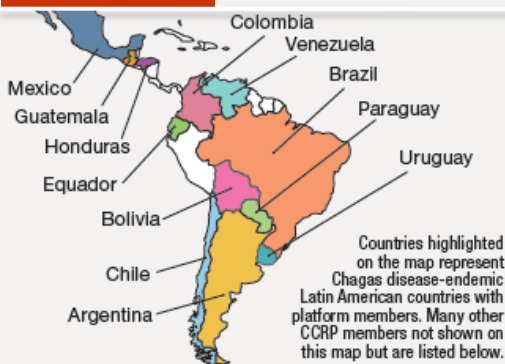 Colombia
Venezuela
Brazil
Mexico
Paraguay
Guatemala
Honduras
Uruguay
Equador
Bolivia
Chile
Argentina
Countries highlighted
on the map represent
Chagas disease-endemic
Latin American countries with
platform members. Many other
CCRP members not shown on
this map but are listed below.